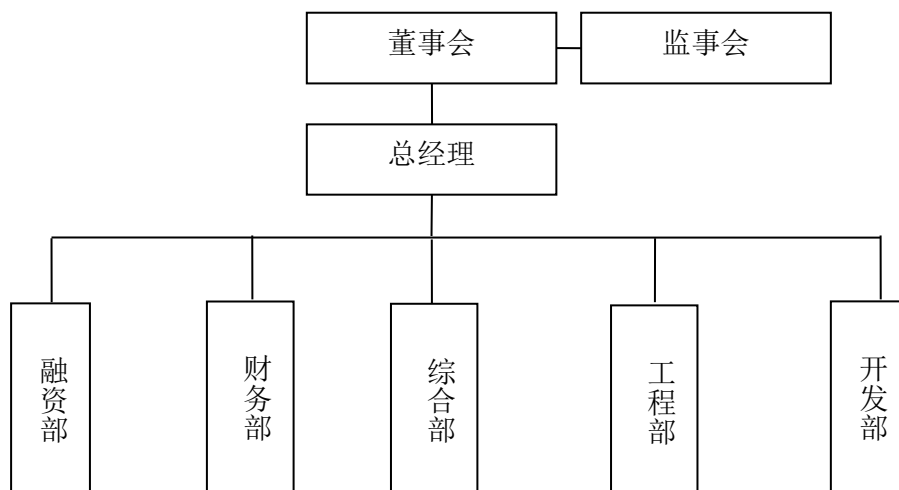 董事会
监事会
总经理
融资部
财务部
综合部
工程部
开发部